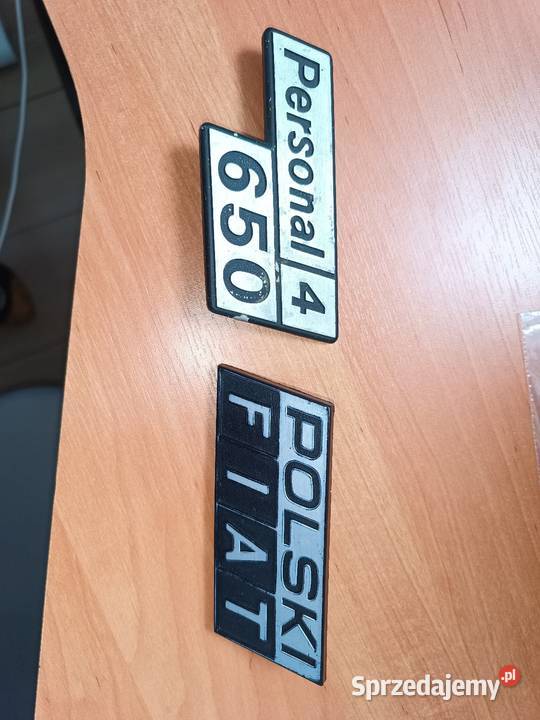 Personal 4
650
POLSKI
FIAT
Sprzedajemy.pl